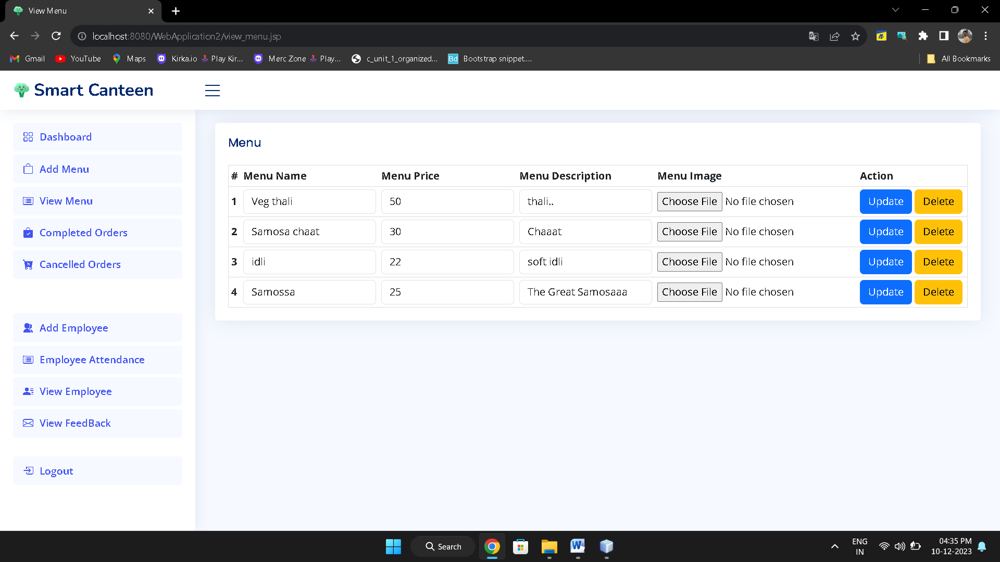 View Menu
localhost:8080/WebApplication2/view_menu.jsp
Gmail YouTube Maps Kirka.io Play Kir... Merc Zone Play... c_unit_1_organized... Bd Bootstrap snippet.... All Bookmarks
Smart Canteen
Dashboard
Add Menu
View Menu
Completed Orders
Cancelled Orders
Add Employee
Employee Attendance
View Employee
View FeedBack
Logout
Menu
# Menu Name Menu Price Menu Description Menu Image Action
1 Veg thali 50 thali.. Choose File No file chosen Update Delete
2 Samosa chaat 30 Chaaat Choose File No file chosen Update Delete
3 idli 22 soft idli Choose File No file chosen Update Delete
4 Samossa 25 The Great Samosaaa Choose File No file chosen Update Delete
Search
ENG
IN
04:35 PM
10-12-2023